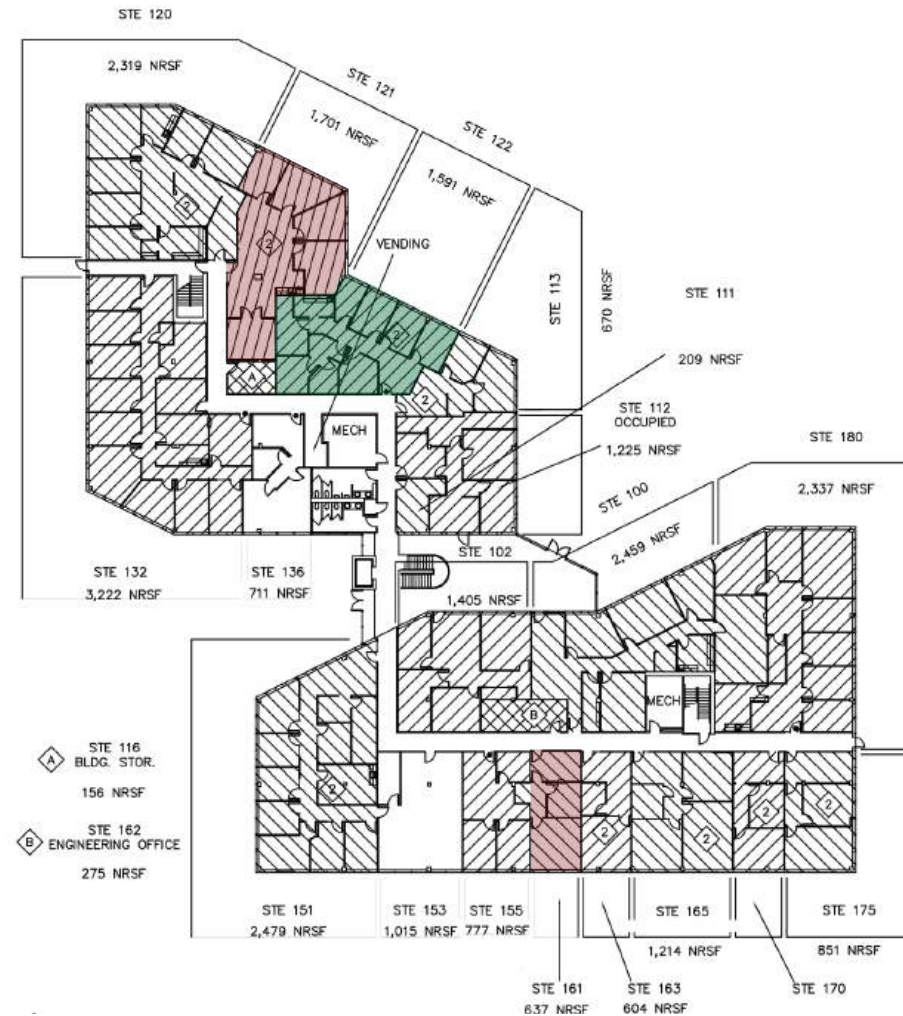 STE 120
2,319 NRSF
STE 121
1,701 NRSF
STE 122
1,591 NRSF
VENDING
STE 113
670 NRSF
STE 111
209 NRSF
STE 112
OCCUPIED
1,225 NRSF
STE 180
2,337 NRSF
STE 100
2,459 NRSF
2
2
2
2
A
MECH
STE 102
1,405 NRSF
STE 132
3,222 NRSF
STE 136
711 NRSF
MECH
B
A
STE 116
BLDG. STOR.
156 NRSF
B
STE 162
ENGINEERING OFFICE
275 NRSF
2
2
2
2
2
STE 151
2,479 NRSF
STE 153
1,015 NRSF
STE 155
777 NRSF
STE 165
1,214 NRSF
STE 175
851 NRSF
STE 161
637 NRSF
STE 163
604 NRSF
STE 170